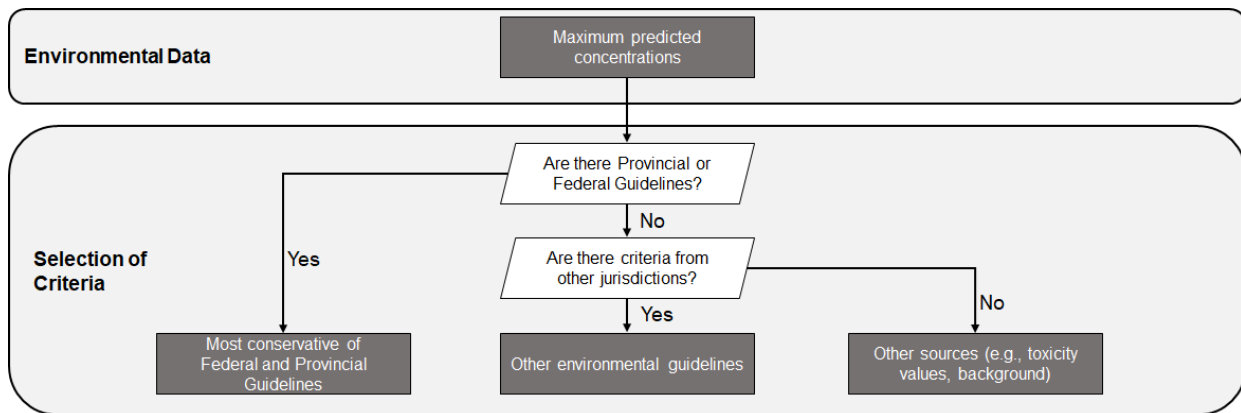 Environmental Data
Maximum predicted
concentrations
Are there Provincial or
Federal Guidelines?
No
Selection of
Criteria
Yes
Are there criteria from
other jurisdictions?
Yes
No
Most conservative of
Federal and Provincial
Guidelines
Other environmental guidelines
Other sources (e.g., toxicity
values, background)